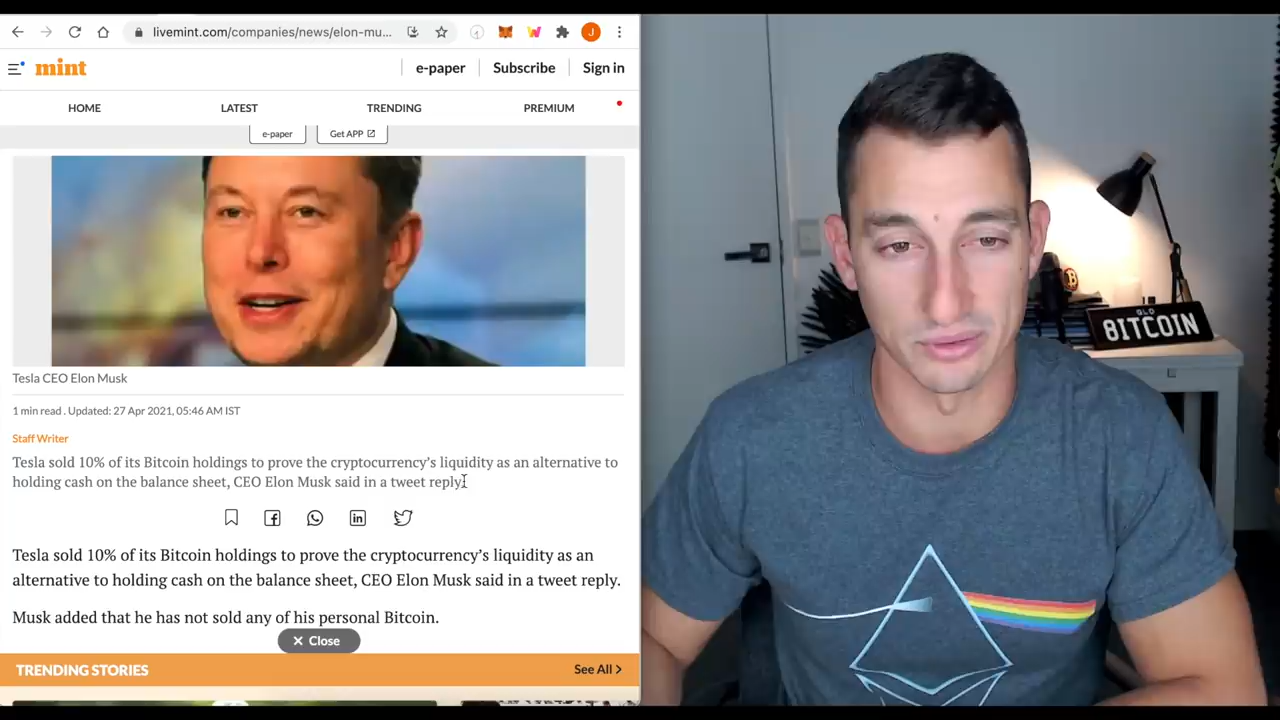 livemint.com/companies/news/elon-mu...
J
mint
e-paper
Subscribe
Sign in
HOME
LATEST
TRENDING
PREMIUM
e-paper
Get APP
Tesla CEO Elon Musk
1 min read . Updated: 27 Apr 2021, 05:46 AM IST
Staff Writer
Tesla sold 10% of its Bitcoin holdings to prove the cryptocurrency's liquidity as an alternative to
holding cash on the balance sheet, CEO Elon Musk said in a tweet reply.
Tesla sold 10% of its Bitcoin holdings to prove the cryptocurrency's liquidity as an
alternative to holding cash on the balance sheet, CEO Elon Musk said in a tweet reply.
Musk added that he has not sold any of his personal Bitcoin.
Close
TRENDING STORIES
See All
QLD
BITCOIN